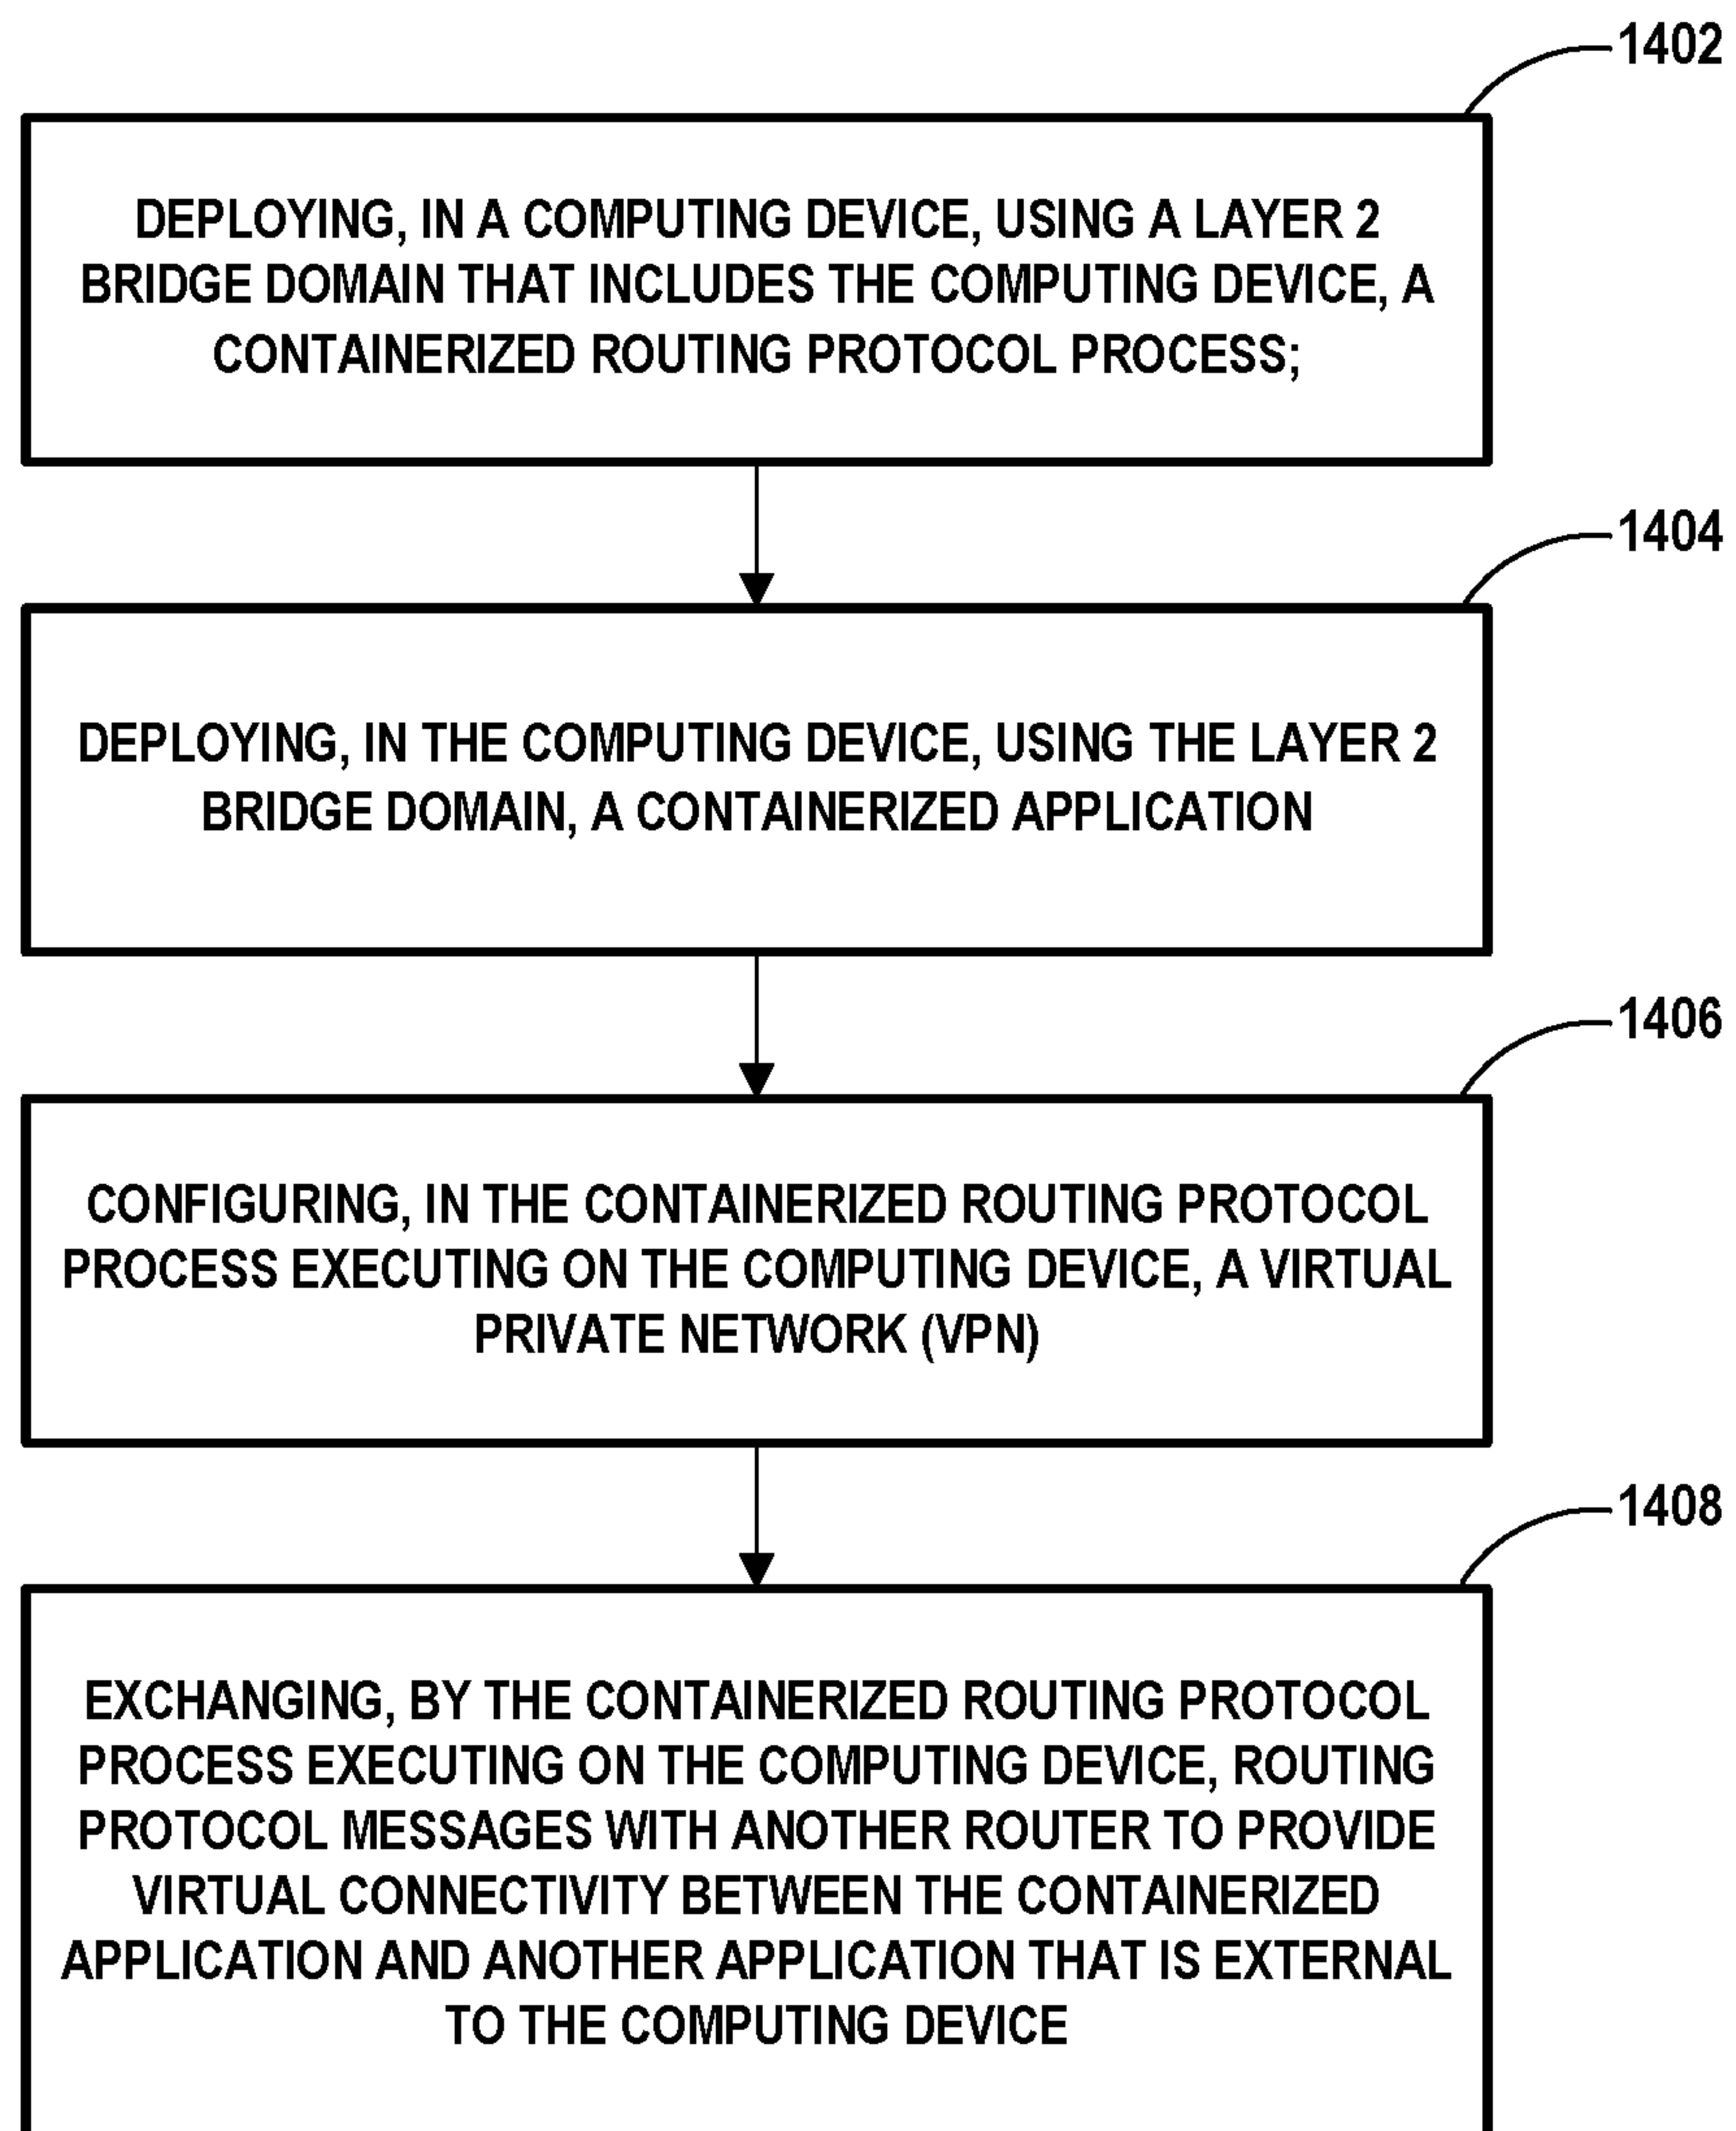 1402
DEPLOYING, IN A COMPUTING DEVICE, USING A LAYER 2
BRIDGE DOMAIN THAT INCLUDES THE COMPUTING DEVICE, A
CONTAINERIZED ROUTING PROTOCOL PROCESS;
1404
DEPLOYING, IN THE COMPUTING DEVICE, USING THE LAYER 2
BRIDGE DOMAIN, A CONTAINERIZED APPLICATION
1406
CONFIGURING, IN THE CONTAINERIZED ROUTING PROTOCOL
PROCESS EXECUTING ON THE COMPUTING DEVICE, A VIRTUAL
PRIVATE NETWORK (VPN)
1408
EXCHANGING, BY THE CONTAINERIZED ROUTING PROTOCOL
PROCESS EXECUTING ON THE COMPUTING DEVICE, ROUTING
PROTOCOL MESSAGES WITH ANOTHER ROUTER TO PROVIDE
VIRTUAL CONNECTIVITY BETWEEN THE CONTAINERIZED
APPLICATION AND ANOTHER APPLICATION THAT IS EXTERNAL
TO THE COMPUTING DEVICE